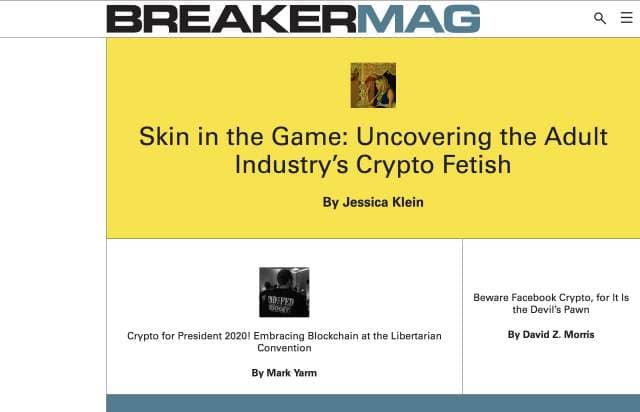 BREAKERMAG
Skin in the Game: Uncovering the Adult
Industry’s Crypto Fetish
By Jessica Klein
Crypto for President 2020! Embracing Blockchain at the Libertarian
Convention
By Mark Yarm
Beware Facebook Crypto, for It Is
the Devil’s Pawn
By David Z. Morris